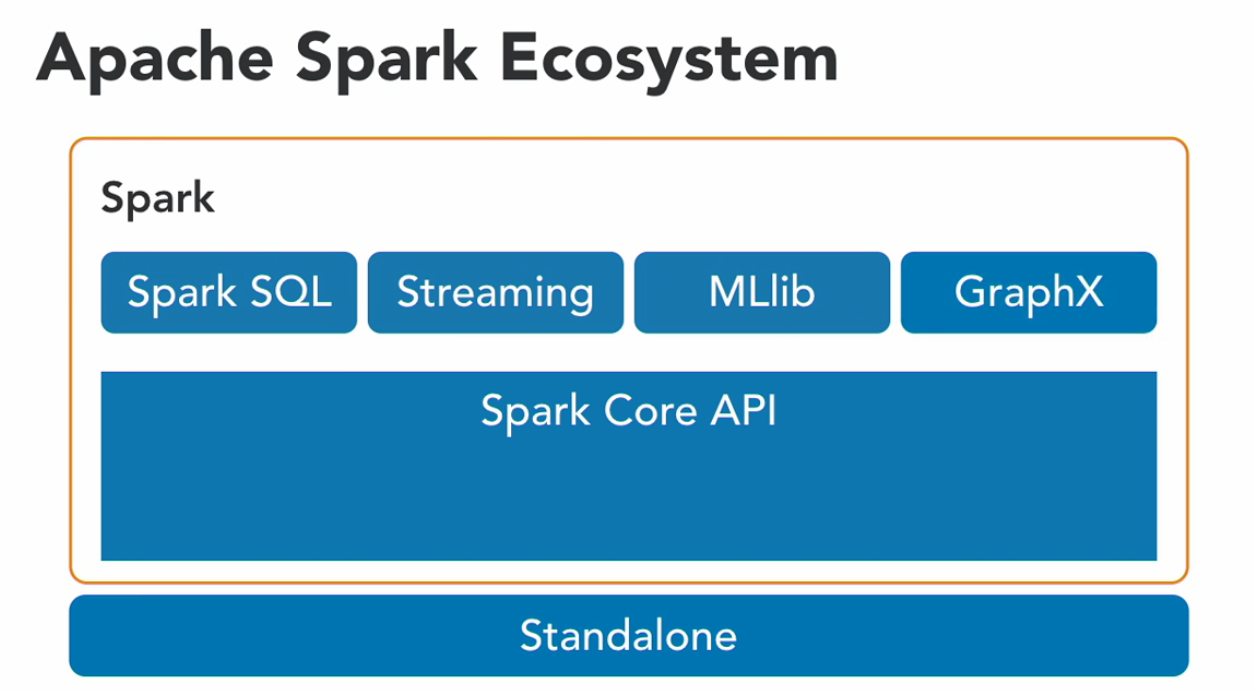 Apache Spark Ecosystem
Spark
Spark SQL
Streaming
MLlib
GraphX
Spark Core API
Standalone